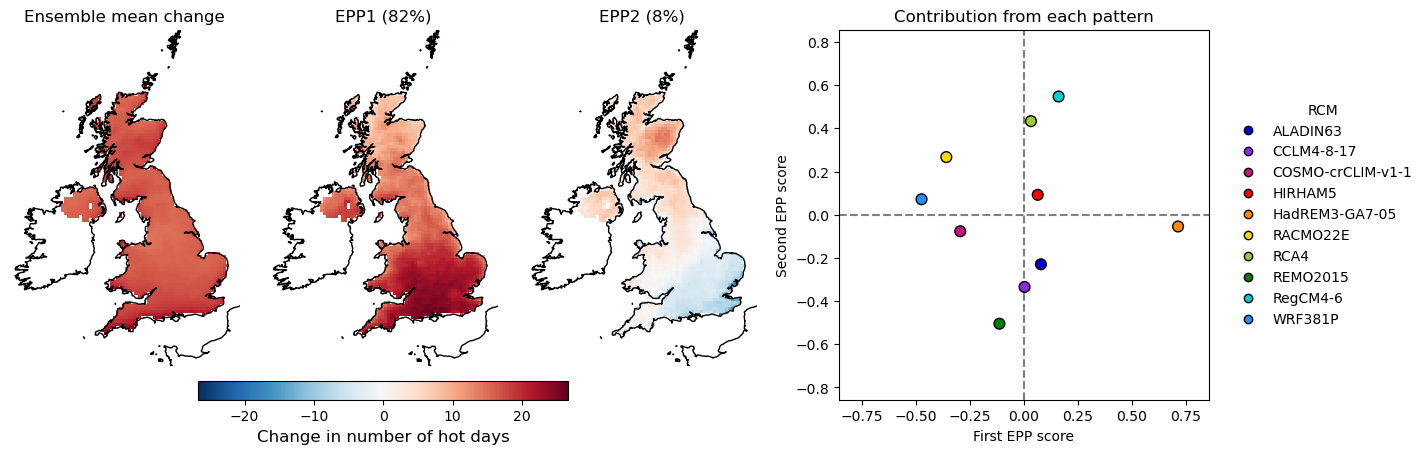 Ensemble mean change
EPP1 (82%)
EPP2 (8%)
Contribution from each pattern
0.8
0.6
0.4
0.2
0.0
−0.2
−0.4
−0.6
−0.8
Second EPP score
−0.75
−0.50
−0.25
0.00
0.25
0.50
0.75
First EPP score
RCM
ALADIN63
CCLM4-8-17
COSMO-crCLIM-v1-1
HIRHAM5
HadREM3-GA7-05
RACMO22E
RCA4
REMO2015
RegCM4-6
WRF381P
−20
−10
0
10
20
Change in number of hot days